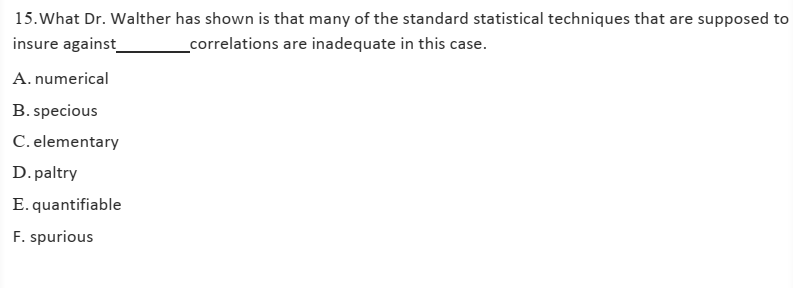 15.What Dr. Walther has shown is that many of the standard statistical techniques that are supposed to
insure against________correlations are inadequate in this case.
A. numerical
B. specious
C. elementary
D. paltry
E. quantifiable
F. spurious